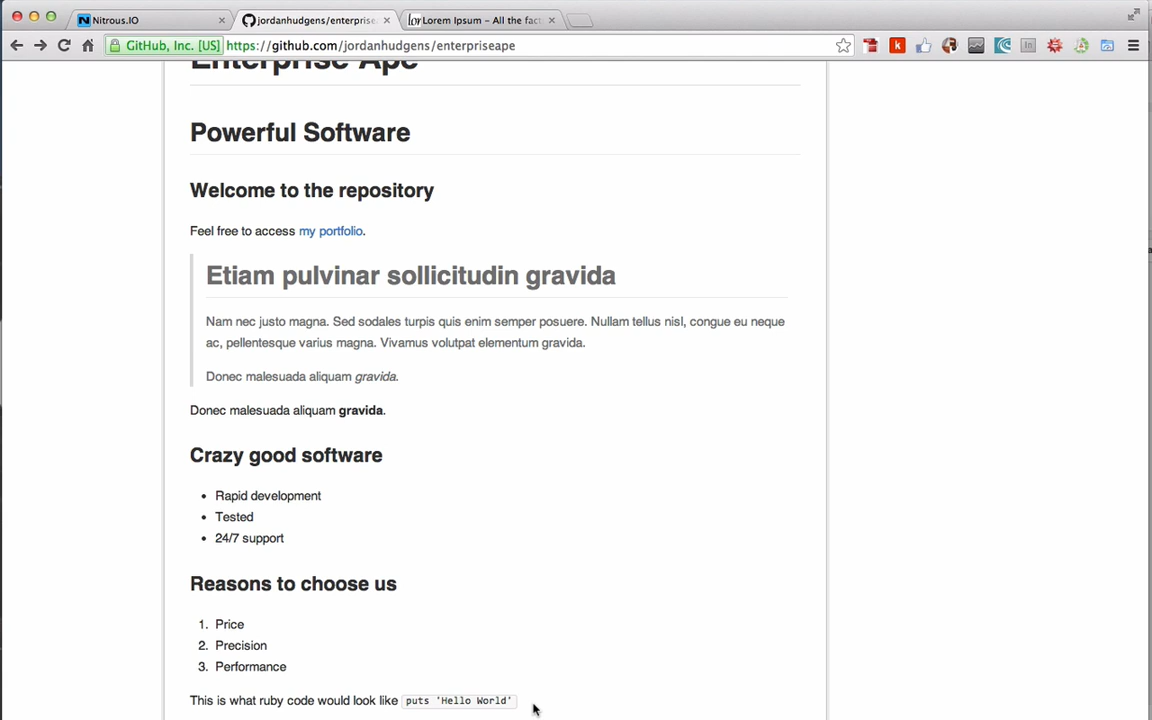 Nitrous.IO
jordanhudgens/enterprise
Lorem Ipsum – All the fact
GitHub, Inc. [US] https://github.com/jordanhudgens/enterpriseape
Enterprise Ape
Powerful Software
Welcome to the repository
Feel free to access my portfolio.
Etiam pulvinar sollicitudin gravida
Nam nec justo magna. Sed sodales turpis quis enim semper posuere. Nullam tellus nisl, congue eu neque
ac, pellentesque varius magna. Vivamus volutpat elementum gravida.
Donec malesuada aliquam gravida.
Donec malesuada aliquam gravida.
Crazy good software
• Rapid development
• Tested
• 24/7 support
Reasons to choose us
1. Price
2. Precision
3. Performance
This is what ruby code would look like puts 'Hello World'